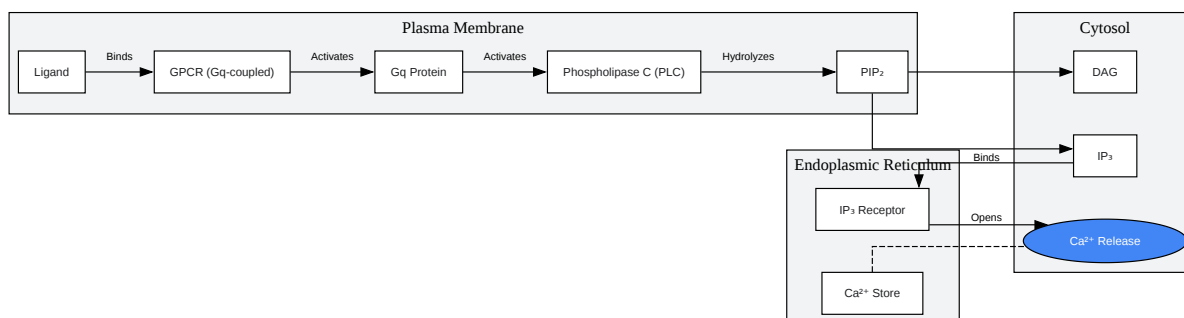 Plasma Membrane
Cytosol
Ligand
Binds
GPCR (Gq-coupled)
Activates
Gq Protein
Activates
Phospholipase C (PLC)
Hydrolyzes
PIP₂
DAG
IP₃
Binds
Endoplasmic Reticulum
IP₃ Receptor
Opens
Ca²⁺ Release
Ca²⁺ Store